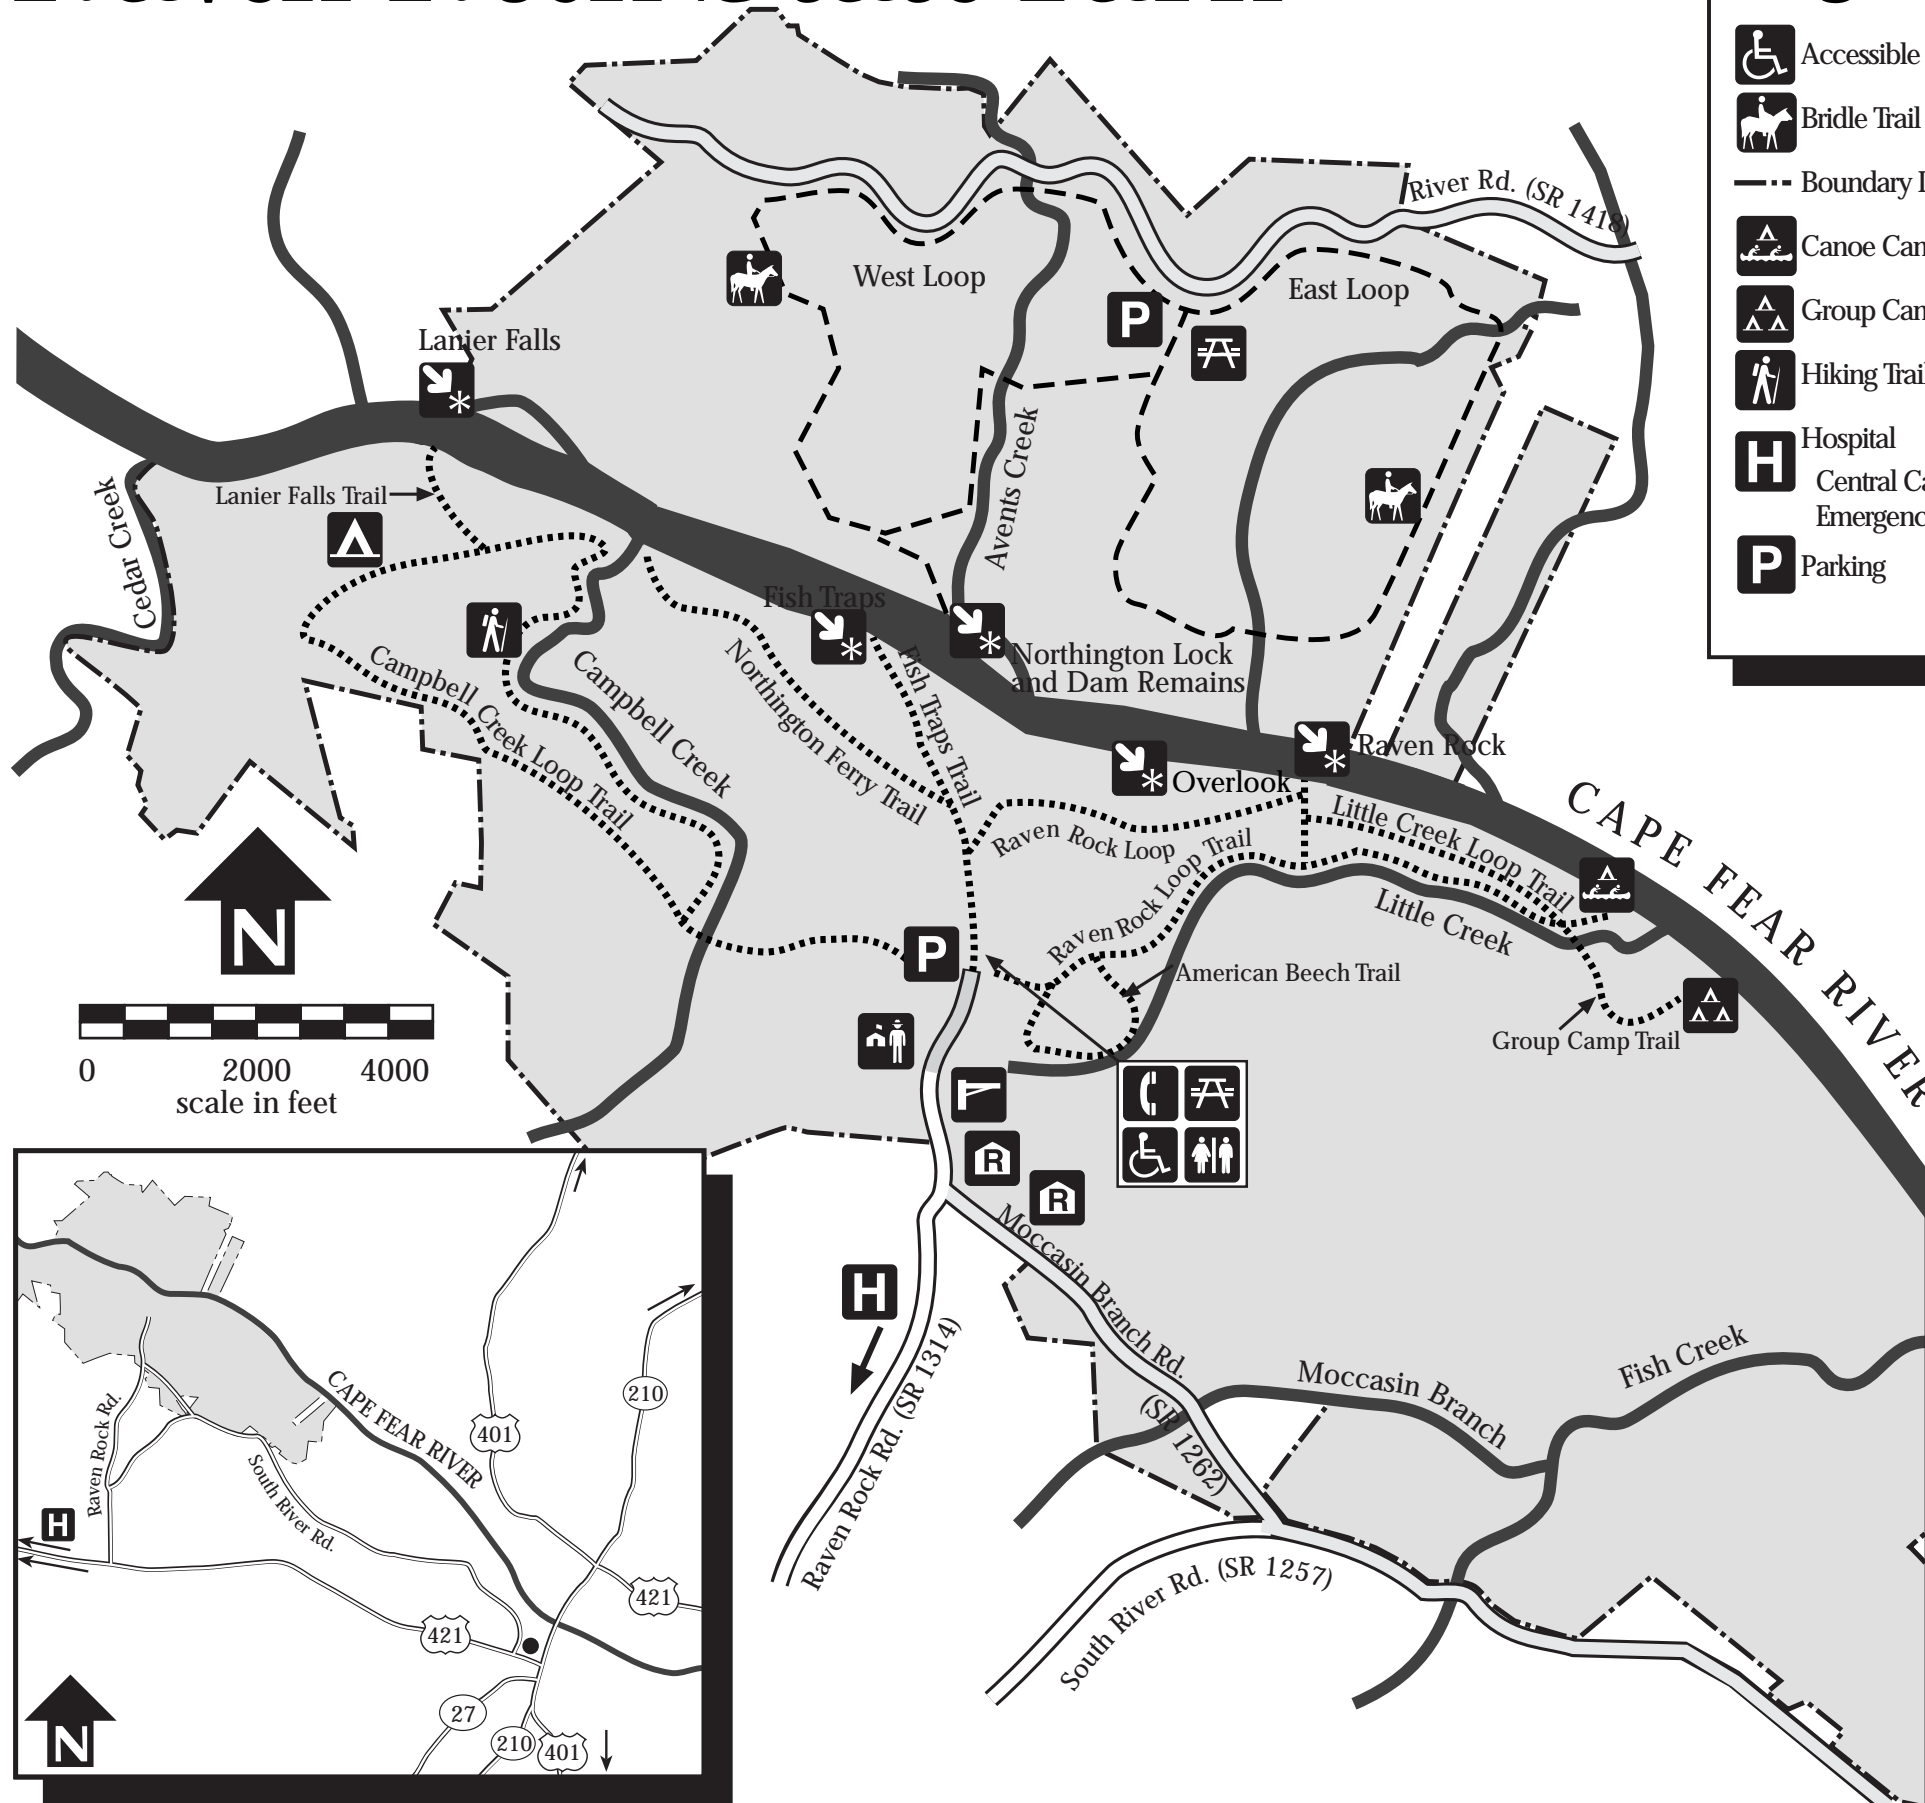 Accessible
Bridle Trail
Boundary
Canoe
Group
Hiking
Hospital
Central
Parking
River Rd. (SR 1418)
West Loop
East Loop
P
Lanier Falls
Lanier Falls Trail
Cedar Creek
Avents Creek
Fish Traps
Northington Lock
and Dam Remains
Campbell Creek Loop Trail
Campbell Creek
Northington Ferry Trail
Fish Traps Trail
Overlook
Raven Rock
Raven Rock Loop
Raven Rock Loop Trail
Little Creek Loop Trail
Little Creek
CAPE FEAR RIVER
American Beech Trail
Group Camp Trail
P
N
0 2000 4000
scale in feet
R
R
H
Moccasin Branch Rd.
(SR 1262)
Raven Rock Rd. (SR 1314)
Moccasin Branch
Fish Creek
South River Rd. (SR 1257)
CAPE FEAR RIVER
Raven Rock Rd.
South River Rd.
H
401
210
421
421
27
210
401
N
H
P